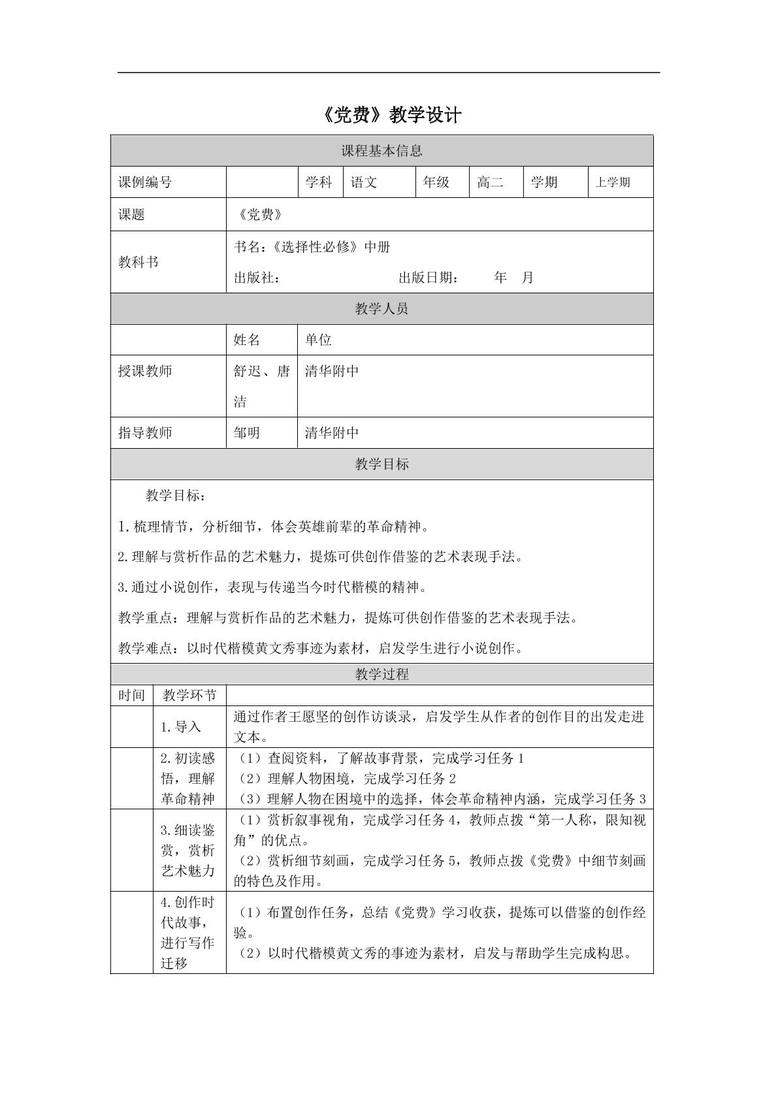 《党费》教学设计
课程基本信息
课例编号 学科 语文 年级 高二 学期 上学期
课题 《党费》
教科书 书名：《选择性必修》中册
出版社： 出版日期： 年 月
教学人员
姓名 单位
授课教师 舒迟、唐 清华附中
洁
指导教师 邹明 清华附中
教学目标
教学目标：
1.梳理情节，分析细节，体会英雄前辈的革命精神。
2.理解与赏析作品的艺术魅力，提炼可供创作借鉴的艺术表现手法。
3.通过小说创作，表现与传递当今时代楷模的精神。
教学重点：理解与赏析作品的艺术魅力，提炼可供创作借鉴的艺术表现手法。
教学难点：以时代楷模黄文秀事迹为素材，启发学生进行小说创作。
教学过程
时间 教学环节
1.导入
通过作者王愿坚的创作访谈录，启发学生从作者的创作目的出发走进
文本。
2.初读感
悟，理解
革命精神
（1）查阅资料，了解故事背景，完成学习任务1
（2）理解人物困境，完成学习任务2
（3）理解人物在困境中的选择，体会革命精神内涵，完成学习任务3
3.细读鉴
赏，赏析
艺术魅力
（1）赏析叙事视角，完成学习任务4，教师点拨“第一人称，限知视
角”的优点。
（2）赏析细节刻画，完成学习任务5，教师点拨《党费》中细节刻画
的特色及作用。
4.创作时
代故事，
进行写作
迁移
（1）布置创作任务，总结《党费》学习收获，提炼可以借鉴的创作经
验。
（2）以时代楷模黄文秀的事迹为素材，启发与帮助学生完成构思。